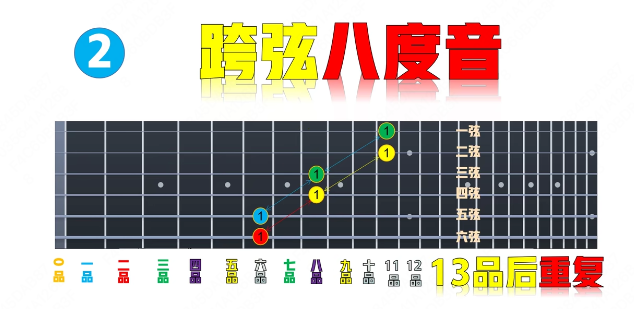 2
跨弦八度音
1 一弦
1 二弦
1 三弦
1 四弦
1 五弦
1 六弦
0品 一品 二品 三品 四品 五品 六品 七品 八品 九品 十品 11品 12品 13品后重复